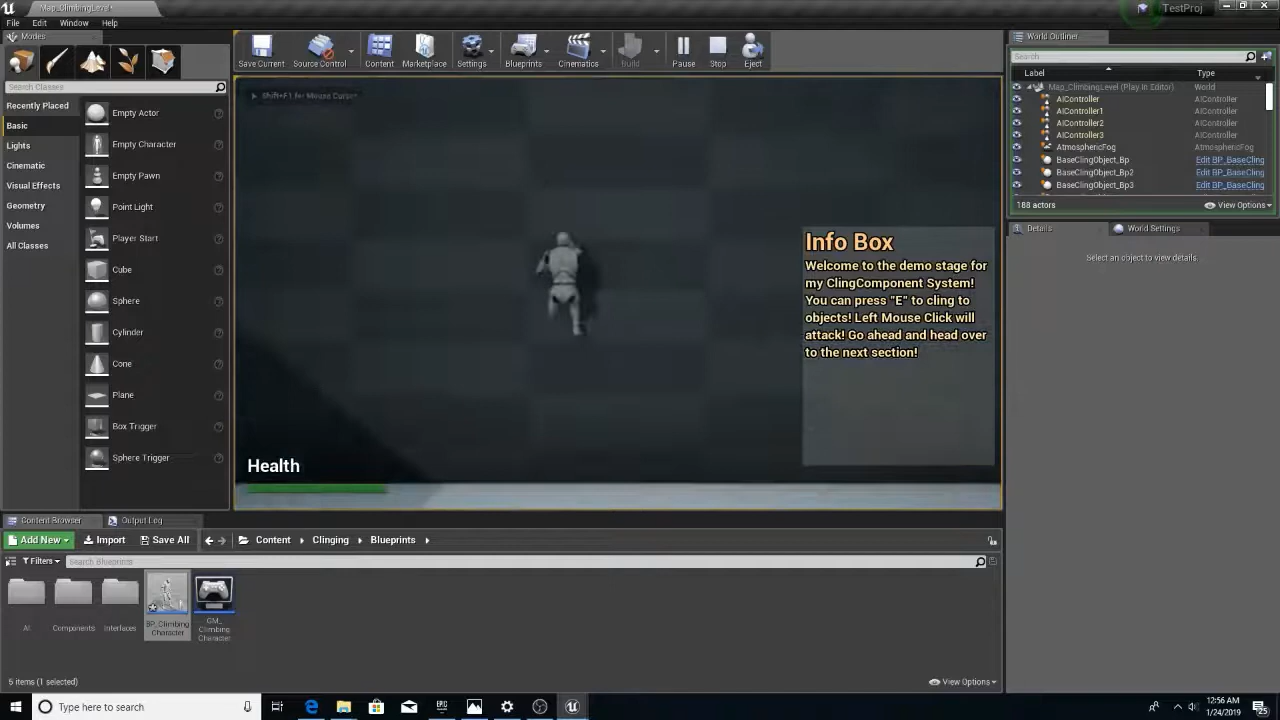 Map_ClimbingLevel*
TestProj
File Edit Window Help
Modes
Save Current
Source Control
Content
Marketplace
Settings
Blueprints
Cinematics
Build
Pause
Stop
Eject
World Outliner
Search Classes
Recently Placed
Basic
Lights
Cinematic
Visual Effects
Geometry
Volumes
All Classes
Empty Actor
Empty Character
Empty Pawn
Point Light
Player Start
Cube
Sphere
Cylinder
Cone
Plane
Box Trigger
Sphere Trigger
Shift+F1 for Mouse Cursor
Info Box
Welcome to the demo stage for
my ClingComponent System!
You can press "E" to cling to
objects! Left Mouse Click will
attack! Go ahead and head over
to the next section!
Health
Search
Label Type
Map_ClimbingLevel (Play In Editor) World
AIController AIController
AIController1 AIController
AIController2 AIController
AIController3 AIController
AtmosphericFog AtmosphericFog
BaseClingObject_Bp Edit BP_BaseCling
BaseClingObject_Bp2 Edit BP_BaseCling
BaseClingObject_Bp3 Edit BP_BaseCling
188 actors View Options
Details World Settings
Select an object to view details.
Content Browser Output Log
Add New Import Save All Content Clinging Blueprints
Filters Search Blueprints
AI
Components
Interfaces
BP_Climbing
Character
GM_
Climbing
Character
5 items (1 selected) View Options
Type here to search
EPIC
12:56 AM
1/24/2019
25